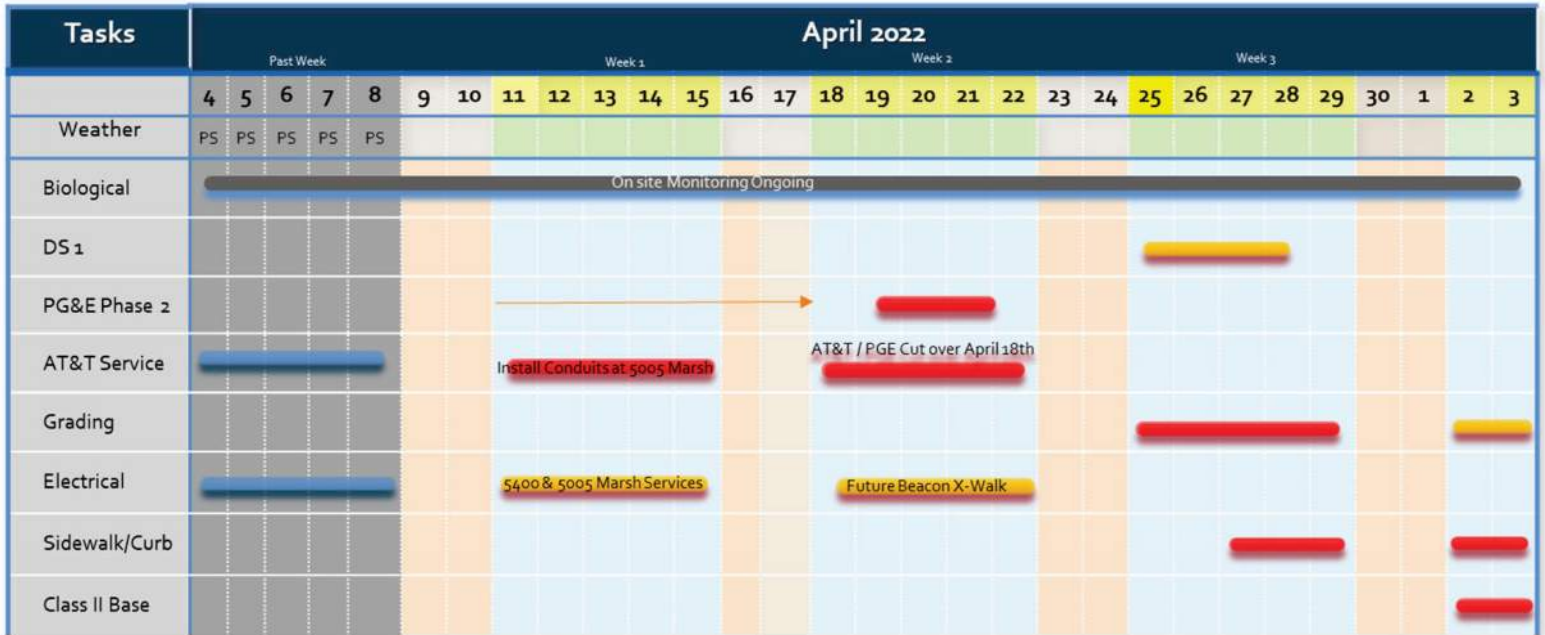 Tasks
April 2022
Past Week Week 1 Week 2 Week 3
4 5 6 7 8 9 10 11 12 13 14 15 16 17 18 19 20 21 22 23 24 25 26 27 28 29 30 1 2 3
Weather PS PS PS PS PS
Biological On site Monitoring Ongoing
DS 1
PG&E Phase 2
AT&T / PGE Cut over April 18th
AT&T Service Install Conduits at 5005 Marsh
Grading
Electrical 5400 & 5005 Marsh Services Future Beacon X-Walk
Sidewalk/Curb
Class II Base